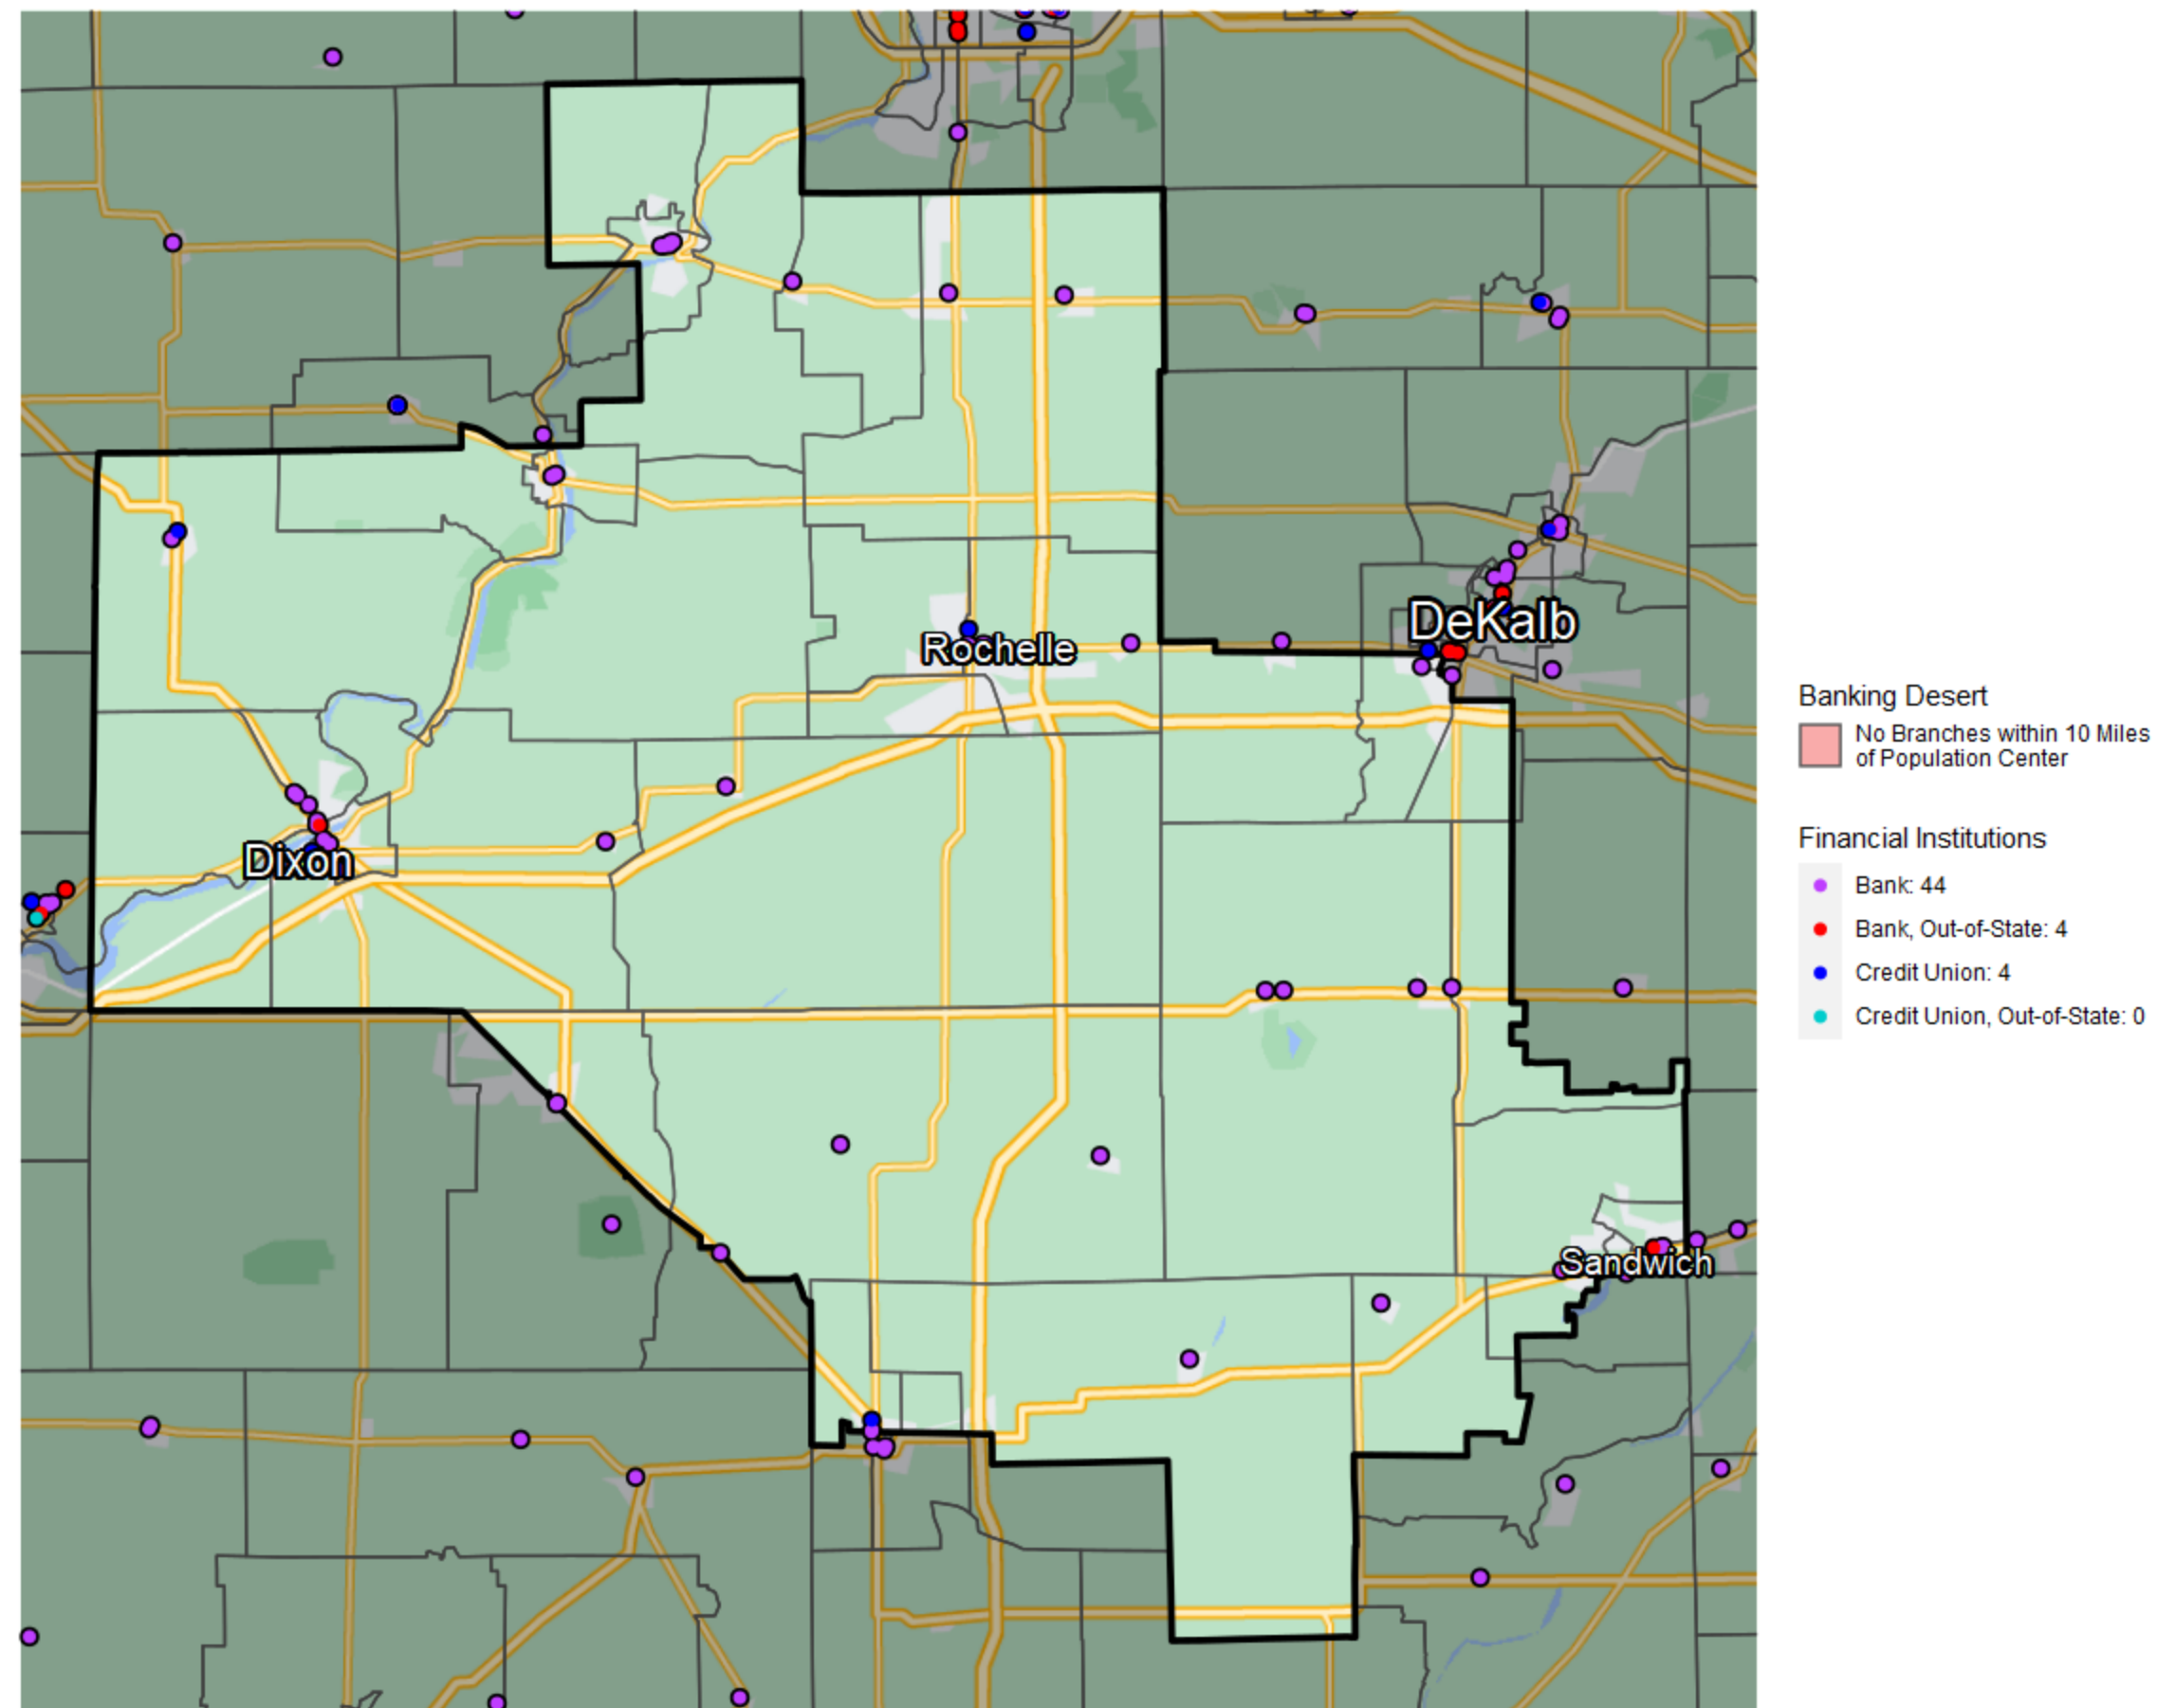 DeKalb
Rochelle
Dixon
Sandwich
Banking Desert
No Branches within 10 Miles
of Population Center
Financial Institutions
Bank: 44
Bank, Out-of-State: 4
Credit Union: 4
Credit Union, Out-of-State: 0